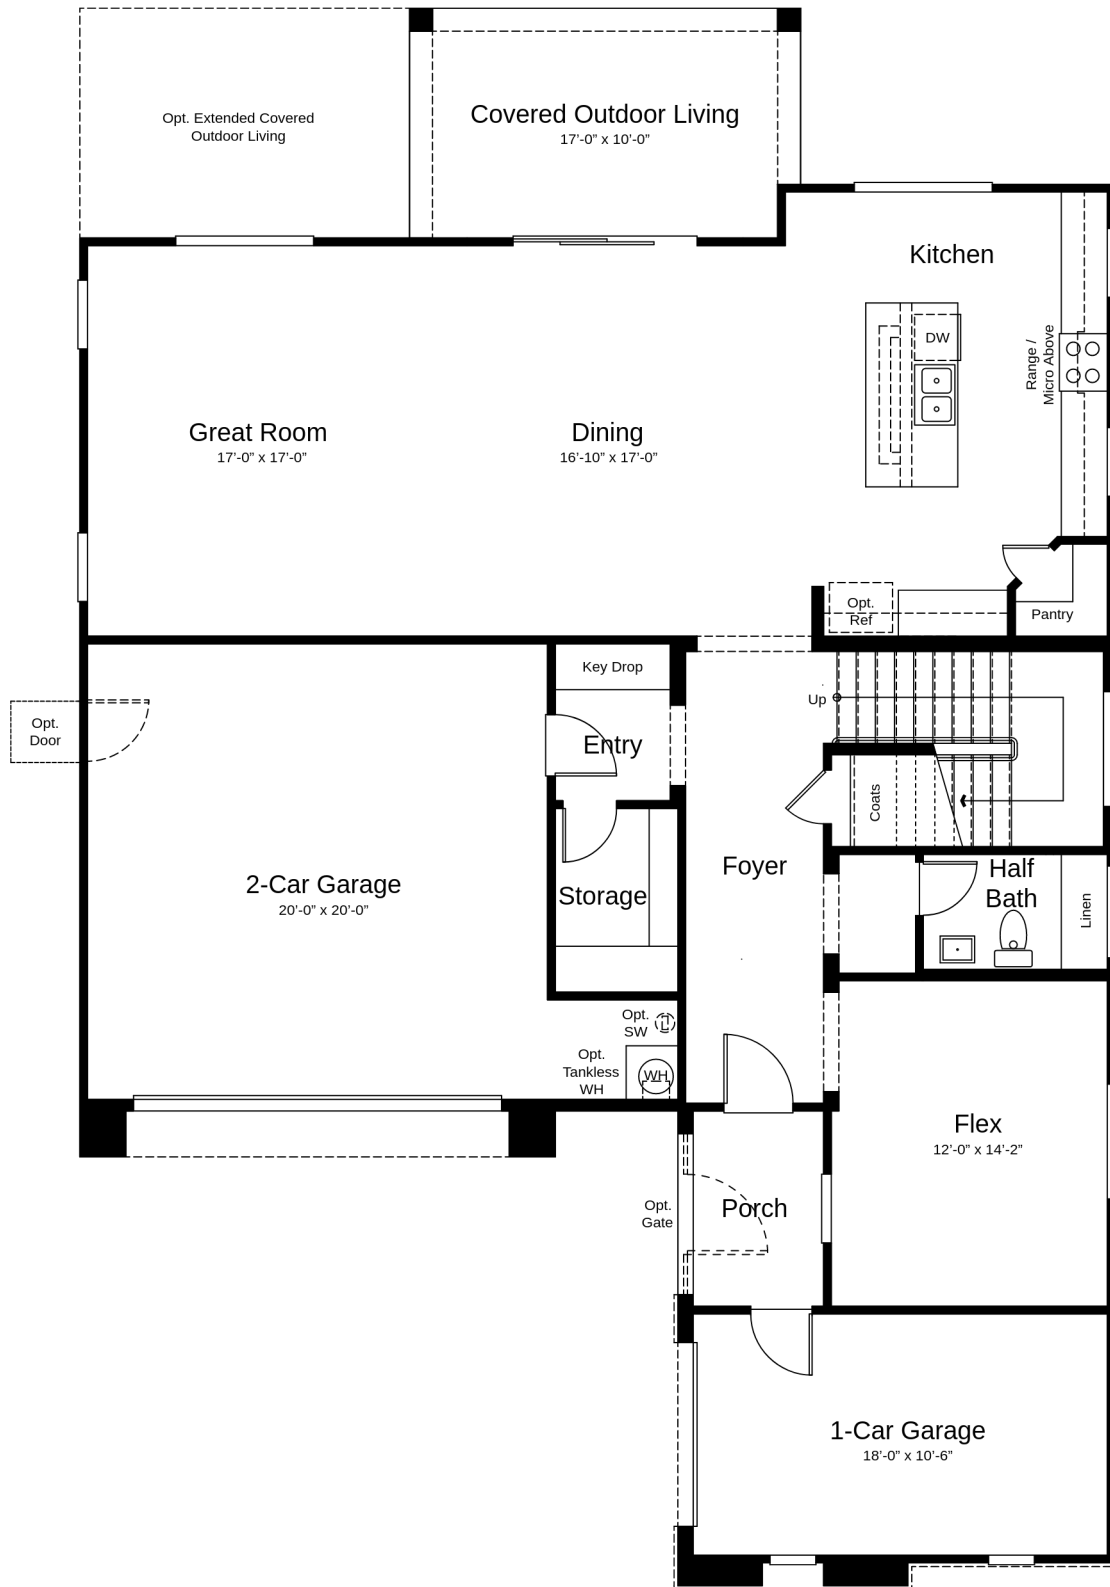 Opt. Extended Covered
Outdoor Living
Covered Outdoor Living
17’-0” x 10’-0”
Kitchen
DW
Range /
Micro Above
Great Room
17’-0” x 17’-0”
Dining
16’-10” x 17’-0”
Opt.
Ref
Pantry
Key Drop
Up
Opt.
Door
Entry
Coats
Foyer
Half
Bath
Linen
2-Car Garage
20’-0” x 20’-0”
Storage
Opt.
SW
Opt.
Tankless
WH
WH
Flex
12’-0” x 14’-2”
Opt.
Gate
Porch
1-Car Garage
18’-0” x 10’-6”